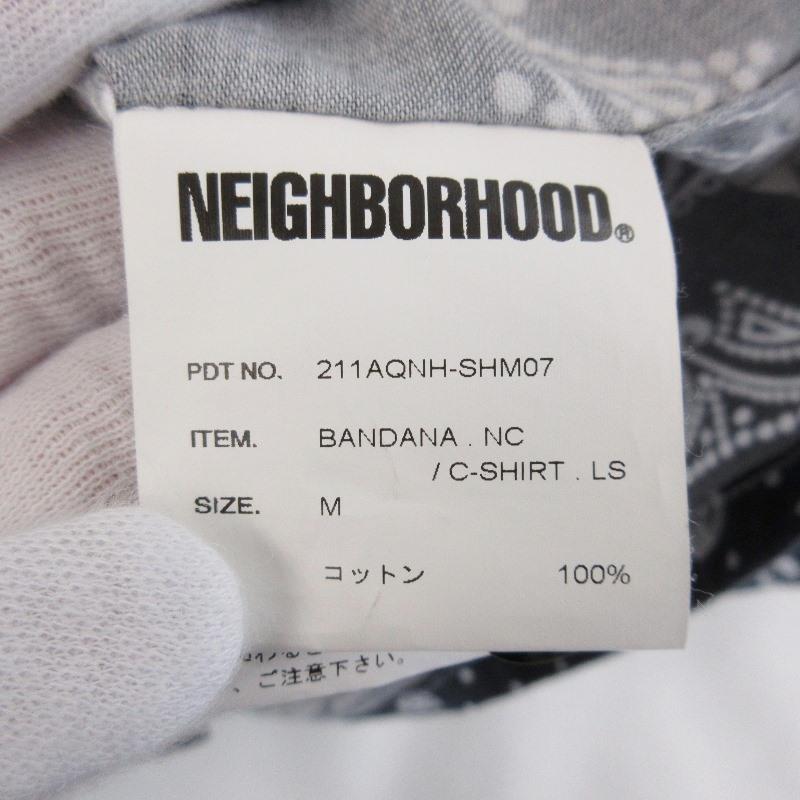 NEIGHBORHOOD®
PDT NO. 211AQNH-SHM07
ITEM. BANDANA . NC
/ C-SHIRT . LS
SIZE. M
コットン 100%
、ご注意下さい。